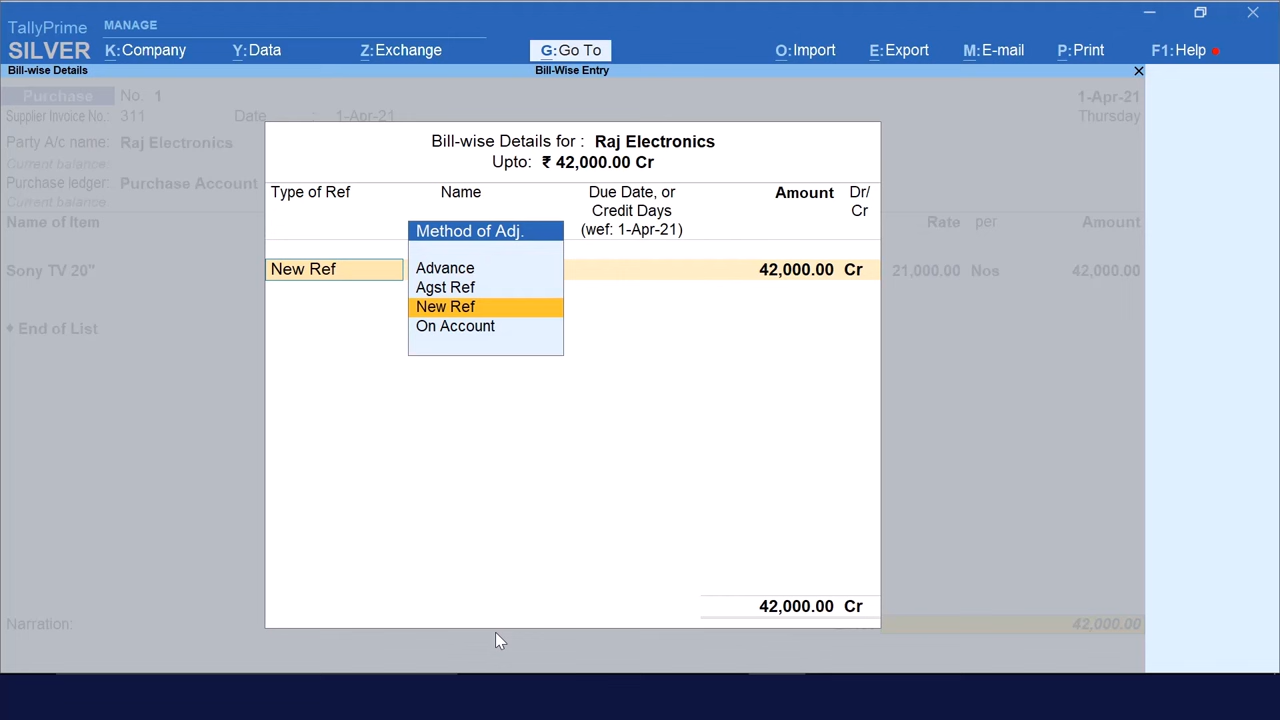 TallyPrime
MANAGE
SILVER
K:Company
Y:Data
Z:Exchange
G:Go To
O:Import
E:Export
M:E-mail
P:Print
F1:Help
Bill-wise Details
Bill-Wise Entry
Purchase No. 1
1-Apr-21
Supplier Invoice No.: 311 Date : 1-Apr-21
Thursday
Party A/c name: Raj Electronics
Current balance:
Purchase ledger: Purchase Account
Current balance
Name of Item
Rate per Amount
Sony TV 20"
21,000.00 Nos 42,000.00
♦ End of List
Bill-wise Details for : Raj Electronics
Upto: ₹ 42,000.00 Cr
Type of Ref Name Due Date, or Amount Dr/
Credit Days Cr
(wef: 1-Apr-21)
Method of Adj.
New Ref
42,000.00 Cr
Advance
Agst Ref
New Ref
On Account
42,000.00 Cr
Narration:
42,000.00